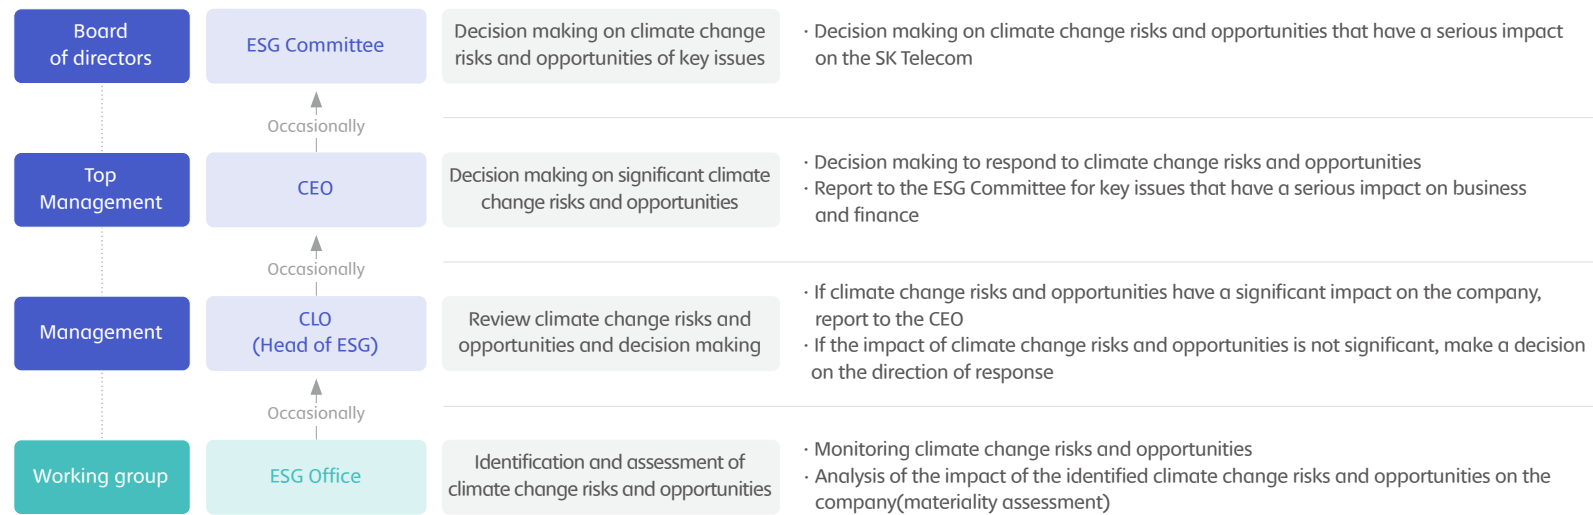 Board
of directors
ESG Committee
Decision making on climate change
risks and opportunities of key issues
· Decision making on climate change risks and opportunities that have a serious impact
on the SK Telecom
Occasionally
Top
Management
CEO
Decision making on significant climate
change risks and opportunities
· Decision making to respond to climate change risks and opportunities
· Report to the ESG Committee for key issues that have a serious impact on business
and finance
Occasionally
Management
CLO
(Head of ESG)
Review climate change risks and
opportunities and decision making
· If climate change risks and opportunities have a significant impact on the company,
report to the CEO
· If the impact of climate change risks and opportunities is not significant, make a decision
on the direction of response
Occasionally
Working group
ESG Office
Identification and assessment of
climate change risks and opportunities
· Monitoring climate change risks and opportunities
· Analysis of the impact of the identified climate change risks and opportunities on the
company(materiality assessment)